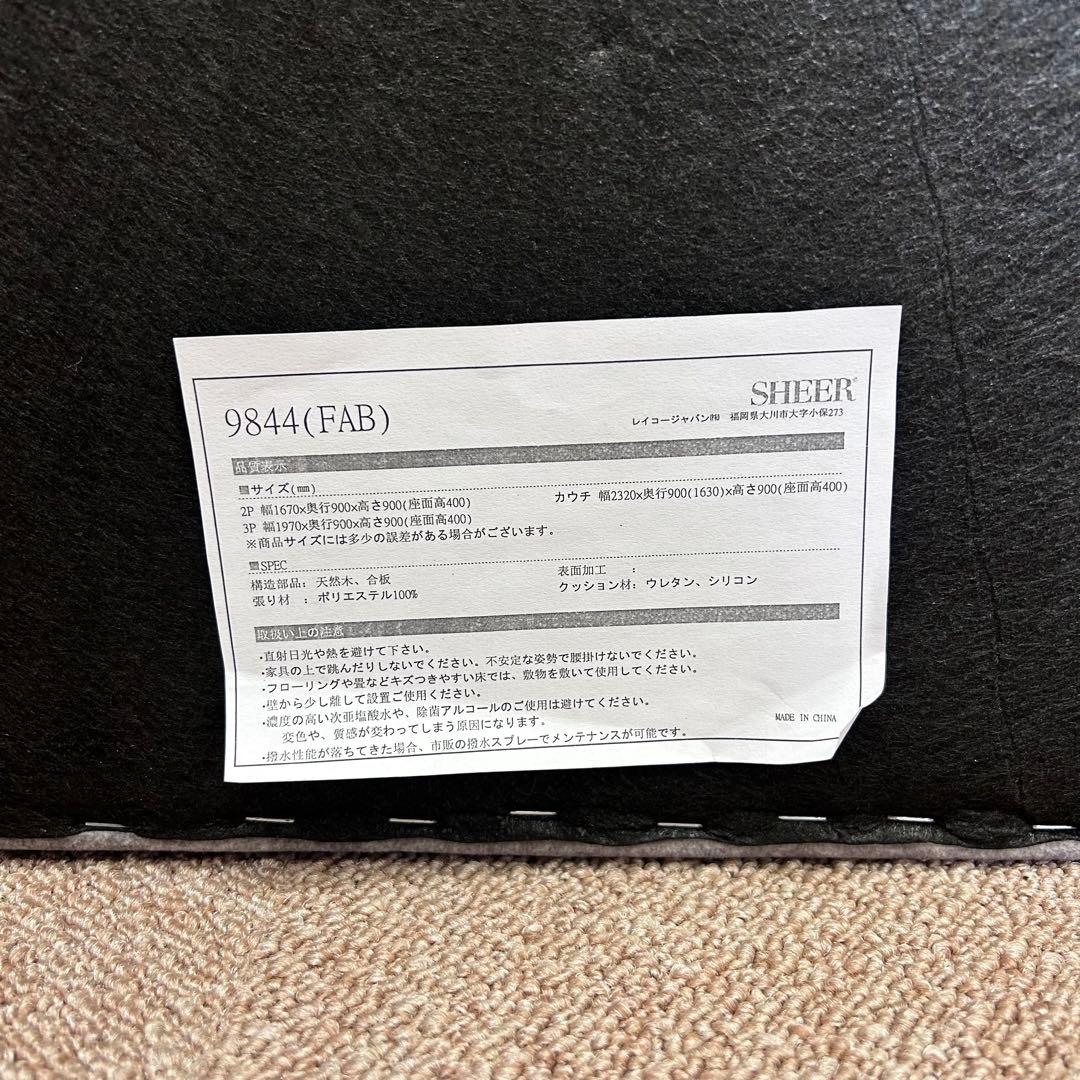 SHEER®
9844(FAB)
レイコージャパン㈱ 福岡県大川市大字小保273
品質表示
■サイズ(㎜)
2P 幅1670x奥行900x高さ900(座面高400) カウチ 幅2320x奥行900(1630)x高さ900(座面高400)
3P 幅1970x奥行900x高さ900(座面高400)
※商品サイズには多少の誤差がある場合がございます。
■SPEC
構造部品: 天然木、合板 表面加工 :
張り材 : ポリエステル100% クッション材: ウレタン、シリコン
取扱い上の注意
・直射日光や熱を避けて下さい。
・家具の上で跳んだりしないでください。不安定な姿勢で腰掛けないでください。
・フローリングや畳などキズつきやすい床では、敷物を敷いて使用してください。
・壁から少し離して設置ご使用ください。
・濃度の高い次亜塩酸水や、除菌アルコールのご使用は避けてください。
変色や、質感が変わってしまう原因になります。
・撥水性能が落ちてきた場合、市販の撥水スプレーでメンテナンスが可能です。
MADE IN CHINA